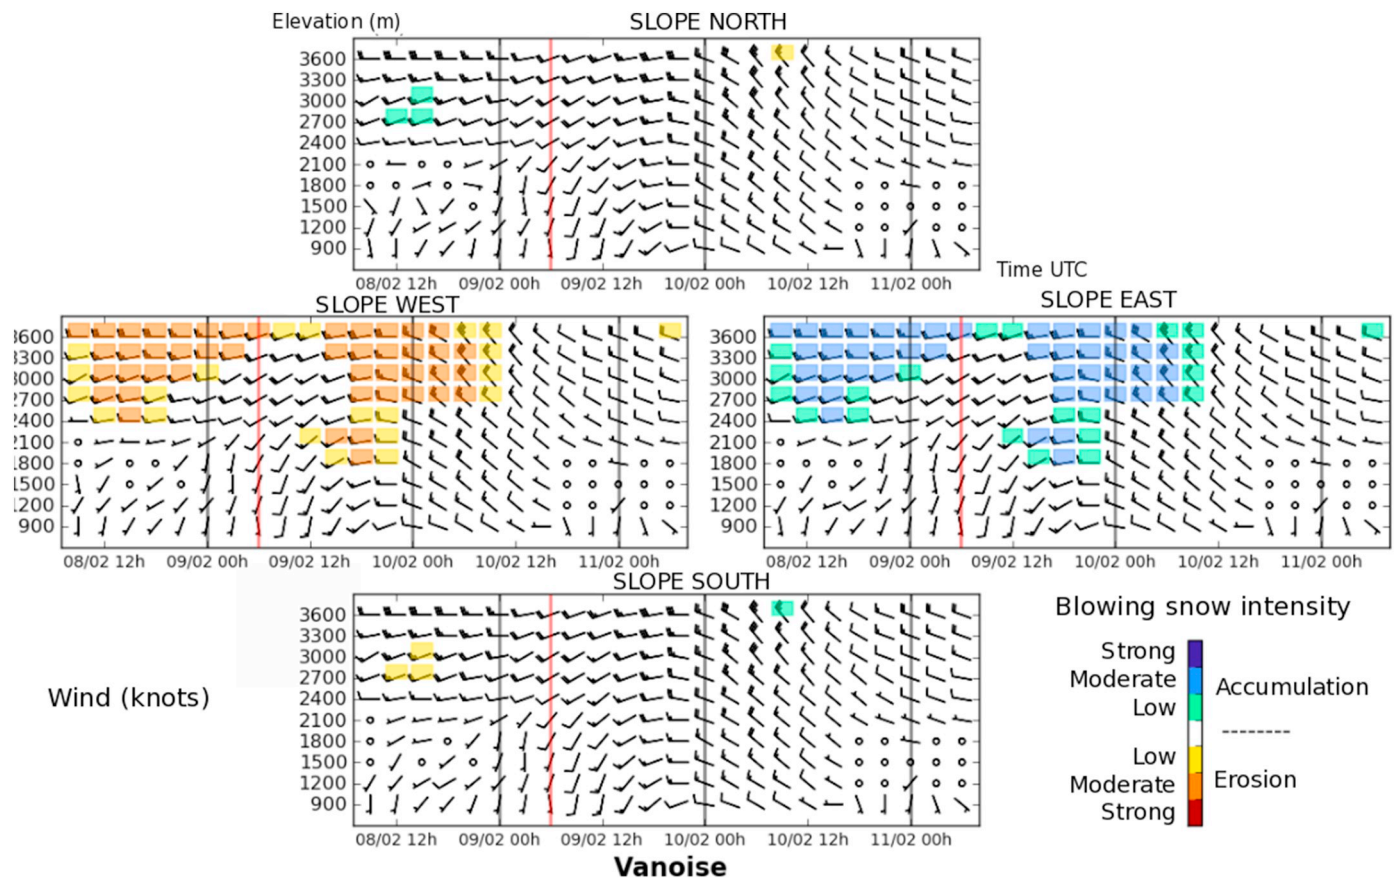 Elevation (m)
SLOPE NORTH
3600
3300
3000
2700
2400
2100
1800
1500
1200
900
08/02 12h 09/02 00h 09/02 12h 10/02 00h 10/02 12h 11/02 00h
Time UTC
SLOPE WEST
3600
3300
3000
2700
2400
2100
1800
1500
1200
900
08/02 12h 09/02 00h 09/02 12h 10/02 00h 10/02 12h 11/02 00h
SLOPE EAST
3600
3300
3000
2700
2400
2100
1800
1500
1200
900
08/02 12h 09/02 00h 09/02 12h 10/02 00h 10/02 12h 11/02 00h
SLOPE SOUTH
3600
3300
3000
2700
2400
2100
1800
1500
1200
900
08/02 12h 09/02 00h 09/02 12h 10/02 00h 10/02 12h 11/02 00h
Vanoise
Wind (knots)
Blowing snow intensity
Strong
Moderate
Low
Accumulation
Low
Moderate
Strong
Erosion